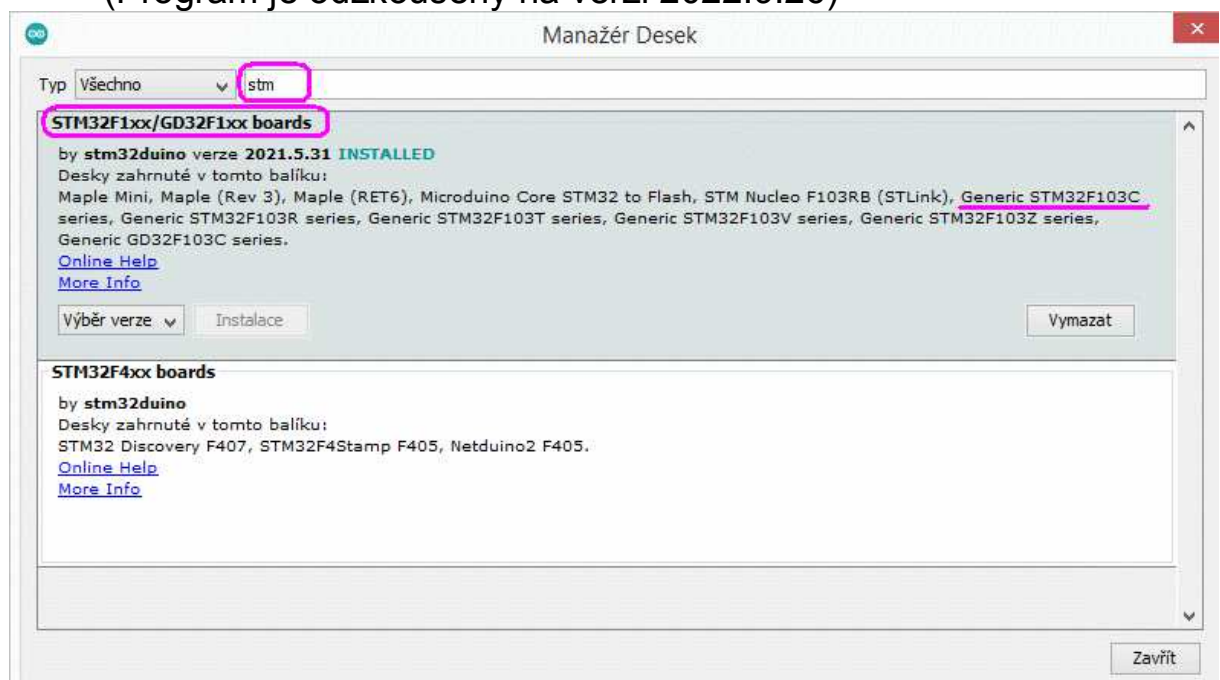 (Program je odzkoušený na verzi 2022.9.26)
Manažér Desek
Typ Všechno stm
STM32F1xx/GD32F1xx boards
by stm32duino verze 2021.5.31 INSTALLED
Desky zahrnuté v tomto balíku:
Maple Mini, Maple (Rev 3), Maple (RET6), Microduino Core STM32 to Flash, STM Nucleo F103RB (STLink), Generic STM32F103C
series, Generic STM32F103R series, Generic STM32F103T series, Generic STM32F103V series, Generic STM32F103Z series,
Generic GD32F103C series.
Online Help
More Info
Výběr verze Instalace Vymazat
STM32F4xx boards
by stm32duino
Desky zahrnuté v tomto balíku:
STM32 Discovery F407, STM32F4Stamp F405, Netduino2 F405.
Online Help
More Info
Zavřít